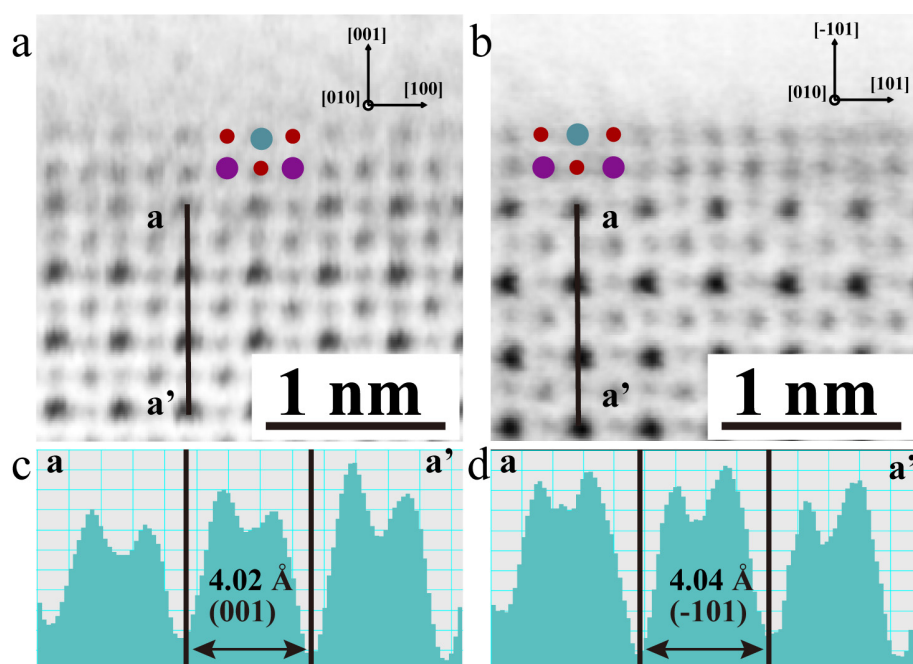 a
[001]
[100]
[010]
a
a’
1 nm
b
[-101]
[101]
[010]
a
a’
1 nm
c
a
a’
4.02 Å
(001)
d
a
a’
4.04 Å
(-101)